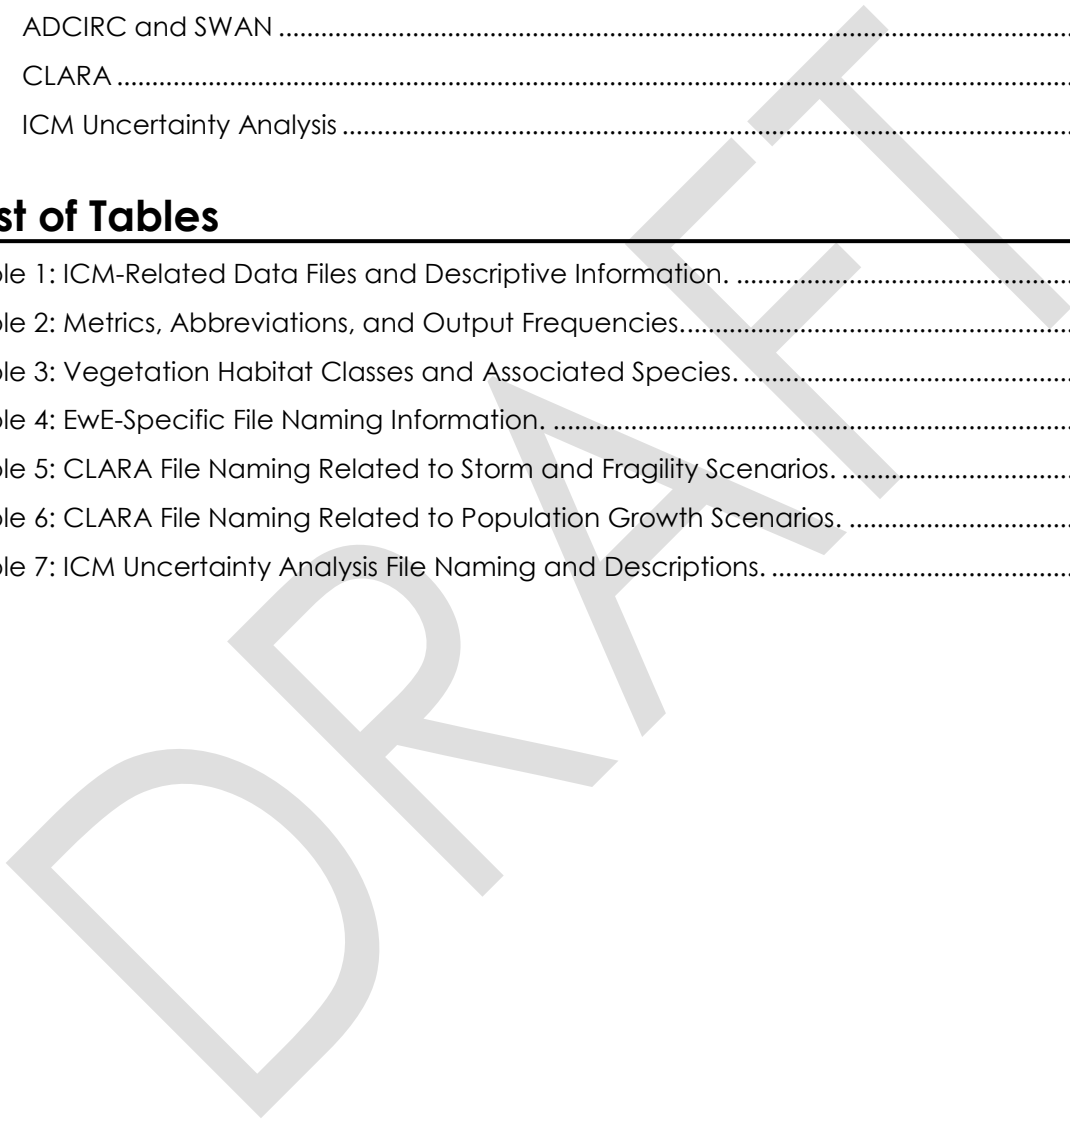 ADCIRC and SWAN ........................................................................................................
CLARA ........................................................................................................................
ICM Uncertainty Analysis ................................................................................................
st of Tables
ole 1: ICM-Related Data Files and Descriptive Information. ..............................................
ole 2: Metrics, Abbreviations, and Output Frequencies.....................................................
ole 3: Vegetation Habitat Classes and Associated Species. .............................................
ole 4: EwE-Specific File Naming Information. ....................................................................
ole 5: CLARA File Naming Related to Storm and Fragility Scenarios. ................................
ole 6: CLARA File Naming Related to Population Growth Scenarios. ...............................
ole 7: ICM Uncertainty Analysis File Naming and Descriptions. .........................................
DRAFT